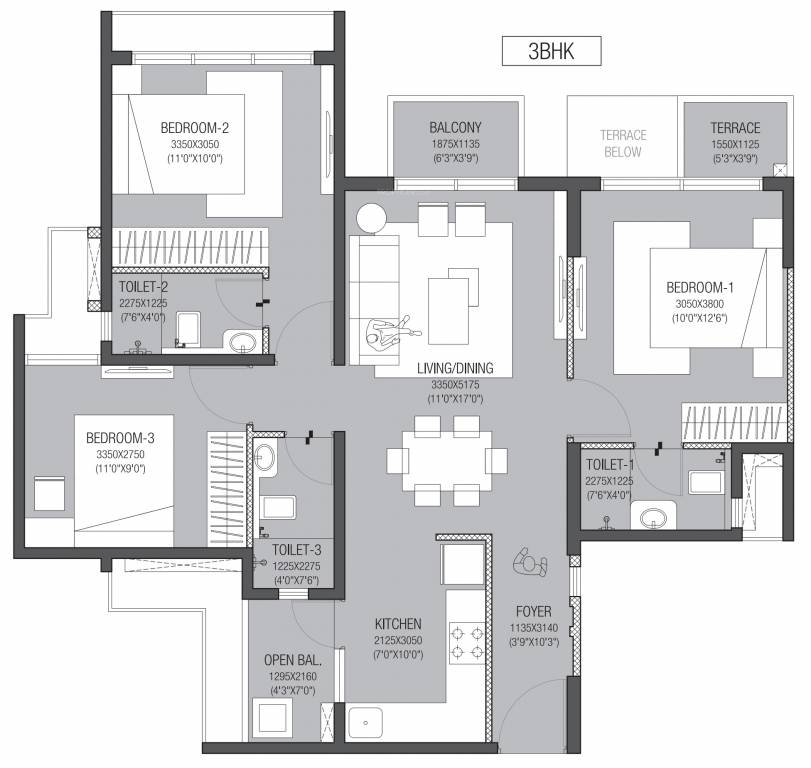 3BHK
BEDROOM-2
3350X3050
(11'0"X10'0")
BALCONY
1875X1135
(6'3"X3'9")
TERRACE
BELOW
TERRACE
1550X1125
(5'3"X3'9")
TOILET-2
2275X1225
(7'6"X4'0")
BEDROOM-1
3050X3800
(10'0"X12'6")
LIVING/DINING
3350X5175
(11'0"X17'0")
BEDROOM-3
3350X2750
(11'0"X9'0")
TOILET-1
2275X1225
(7'6"X4'0")
TOILET-3
1225X2275
(4'0"X7'6")
KITCHEN
2125X3050
(7'0"X10'0")
FOYER
1135X3140
(3'9"X10'3")
OPEN BAL.
1295X2160
(4'3"X7'0")